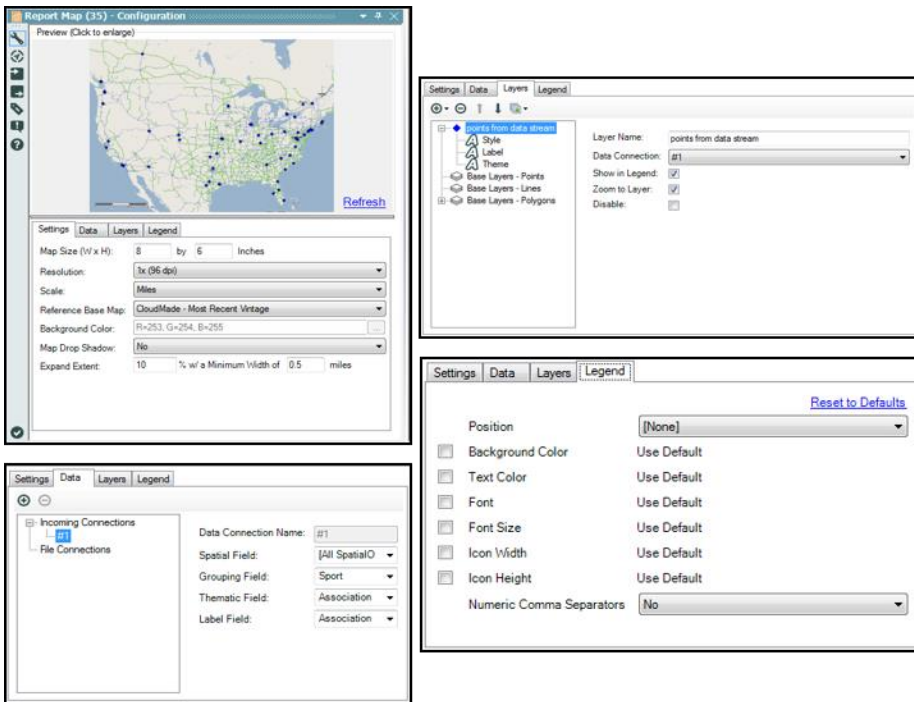 Report Map (35) - Configuration
Preview (Click to enlarge)
Refresh
Settings Data Layers Legend
Map Size (W x H): 8 by 6 Inches
Resolution: 1x (96 dpi)
Scale: Miles
Reference Base Map: CloudMade - Most Recent Vintage
Background Color: R=253, G=254, B=255 ...
Map Drop Shadow: No
Expand Extent: 10 % w/ a Minimum Width of 0.5 miles
Settings Data Layers Legend
Incoming Connections
#1
File Connections
Data Connection Name: #1
Spatial Field: [All SpatialO
Grouping Field: Sport
Thematic Field: Association
Label Field: Association
Settings Data Layers Legend
points from data stream
Style
Label
Theme
Base Layers - Points
Base Layers - Lines
Base Layers - Polygons
Layer Name: points from data stream
Data Connection: #1
Show in Legend:
Zoom to Layer:
Disable:
Settings Data Layers Legend
Reset to Defaults
Position [None]
Background Color Use Default
Text Color Use Default
Font Use Default
Font Size Use Default
Icon Width Use Default
Icon Height Use Default
Numeric Comma Separators No